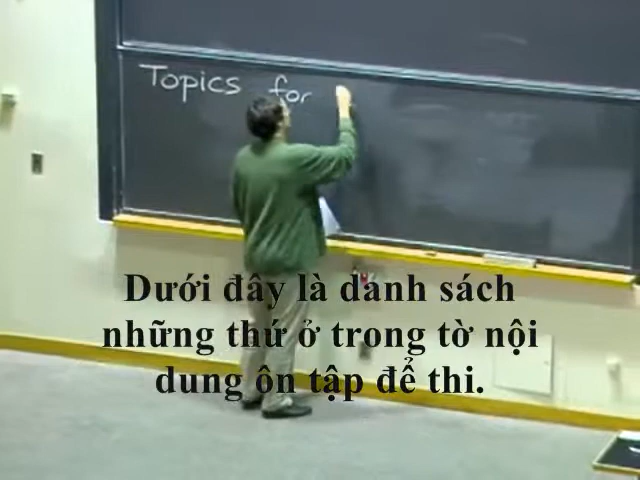 Topics for
Dưới đây là danh sách
những thứ ở trong tờ nội
dung ôn tập để thi.